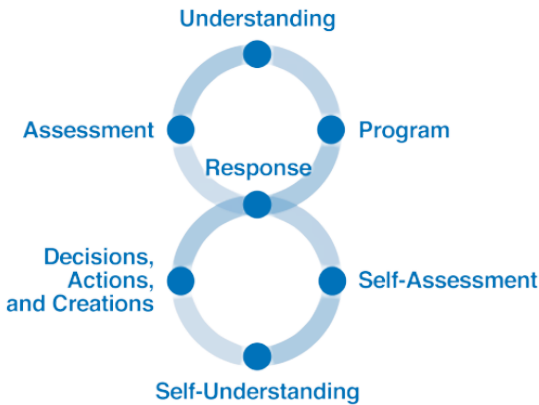 Understanding
Assessment
Program
Response
Decisions,
Actions,
and Creations
Self-Assessment
Self-Understanding